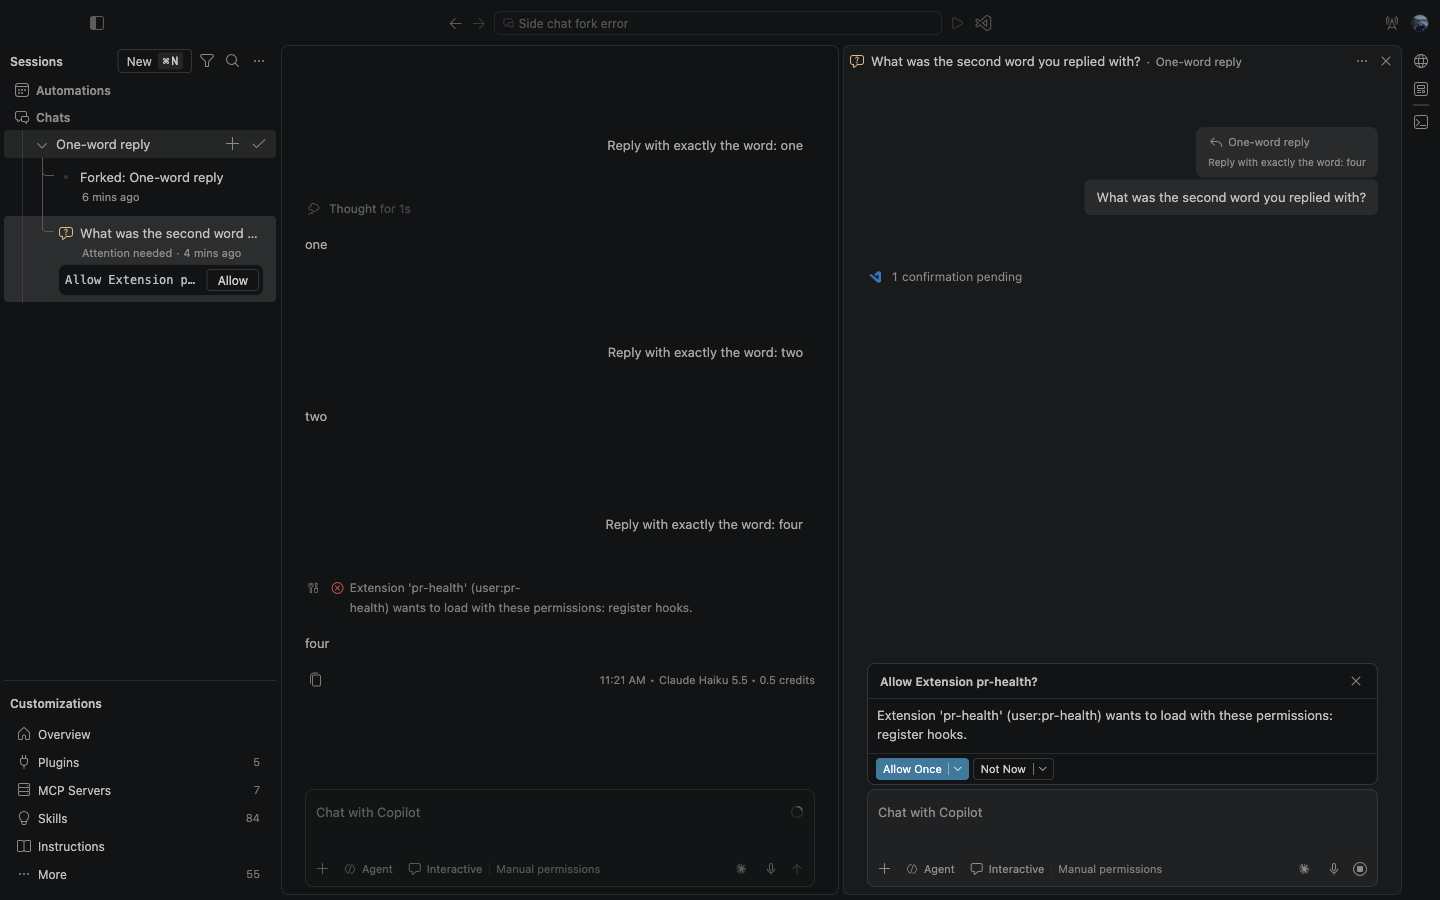 Side chat fork error
Sessions
New ⌘N
Automations
Chats
One-word reply
Forked: One-word reply
6 mins ago
What was the second word ...
Attention needed · 4 mins ago
Allow Extension p…
Allow
Customizations
Overview
Plugins 5
MCP Servers 7
Skills 84
Instructions
More 55
Reply with exactly the word: one
Thought for 1s
one
Reply with exactly the word: two
two
Reply with exactly the word: four
Extension 'pr-health' (user:pr-
health) wants to load with these permissions: register hooks.
four
11:21 AM • Claude Haiku 5.5 • 0.5 credits
Chat with Copilot
Agent
Interactive
Manual permissions
What was the second word you replied with? · One-word reply
One-word reply
Reply with exactly the word: four
What was the second word you replied with?
1 confirmation pending
Allow Extension pr-health?
Extension 'pr-health' (user:pr-health) wants to load with these permissions:
register hooks.
Allow Once
Not Now
Chat with Copilot
Agent
Interactive
Manual permissions